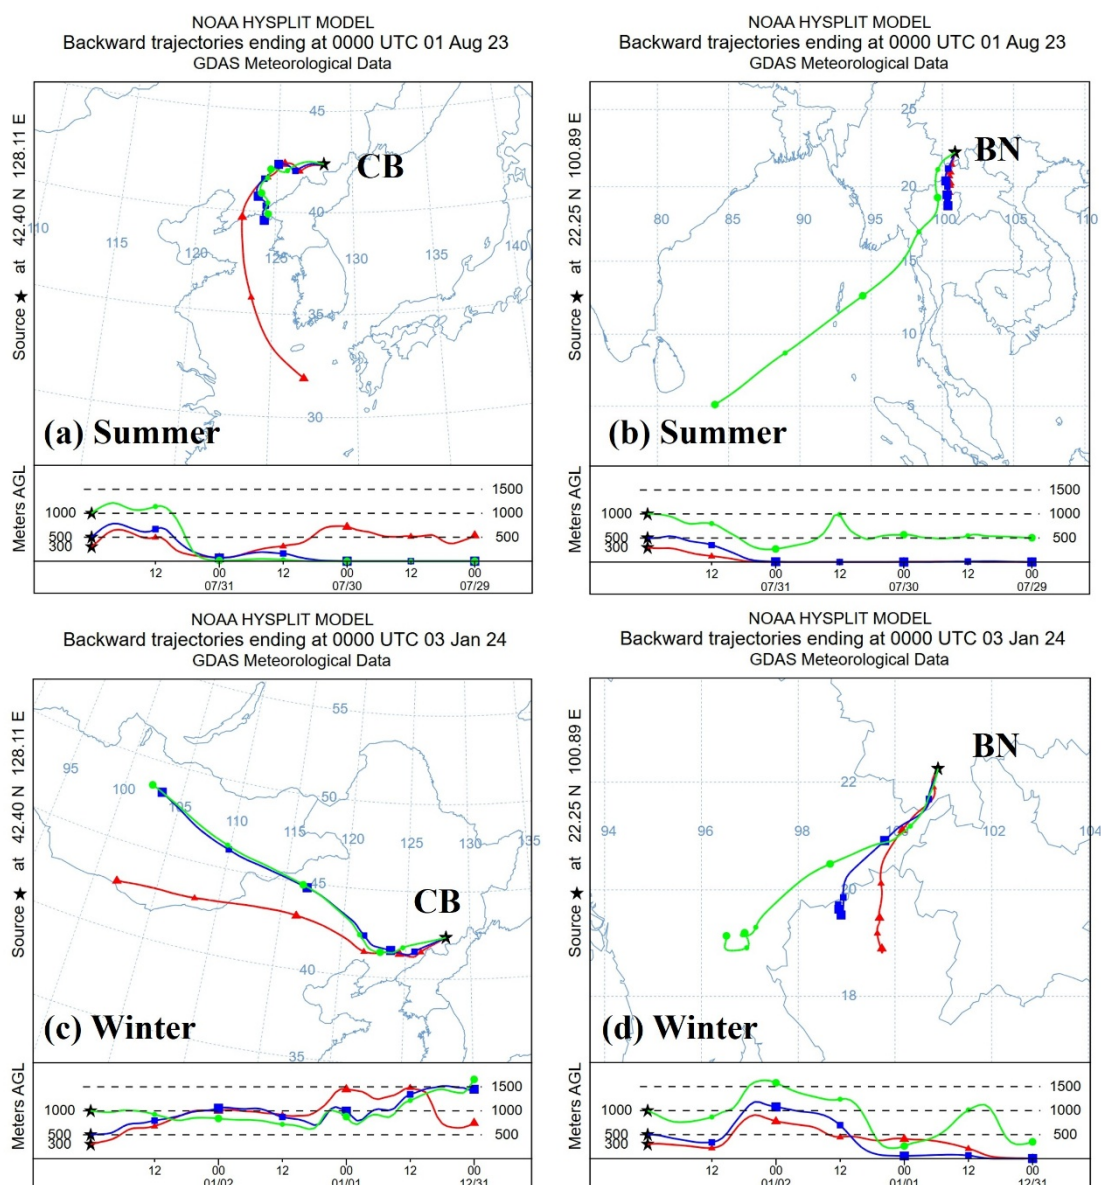 NOAA HYSPLIT MODEL
Backward trajectories ending at 0000 UTC 01 Aug 23
GDAS Meteorological Data
Source ★ at 42.40 N 128.11 E
45
CB
40
110
115
120
125
130
135
140
35
30
(a) Summer
Meters AGL
1500
1000
1000
500
500
300
12 00 12 00 12 00
07/31 07/30 07/29
NOAA HYSPLIT MODEL
Backward trajectories ending at 0000 UTC 01 Aug 23
GDAS Meteorological Data
Source ★ at 22.25 N 100.89 E
25
BN
20
80 85 90 95 100 105 110
15
10
5
(b) Summer
Meters AGL
1500
1000
1000
500
500
300
12 00 12 00 12 00
07/31 07/30 07/29
NOAA HYSPLIT MODEL
Backward trajectories ending at 0000 UTC 03 Jan 24
GDAS Meteorological Data
Source ★ at 42.40 N 128.11 E
55
95
100
105
110
115
120
125
130
135
50
45
CB
40
35
(c) Winter
Meters AGL
1500
1000
1000
500
500
300
12 00 12 00 12 00
01/02 01/01 12/31
NOAA HYSPLIT MODEL
Backward trajectories ending at 0000 UTC 03 Jan 24
GDAS Meteorological Data
Source ★ at 22.25 N 100.89 E
BN
22
94 96 98 100 102 104
20
18
(d) Winter
Meters AGL
1500
1000
1000
500
500
300
12 00 12 00 12 00
01/02 01/01 12/31